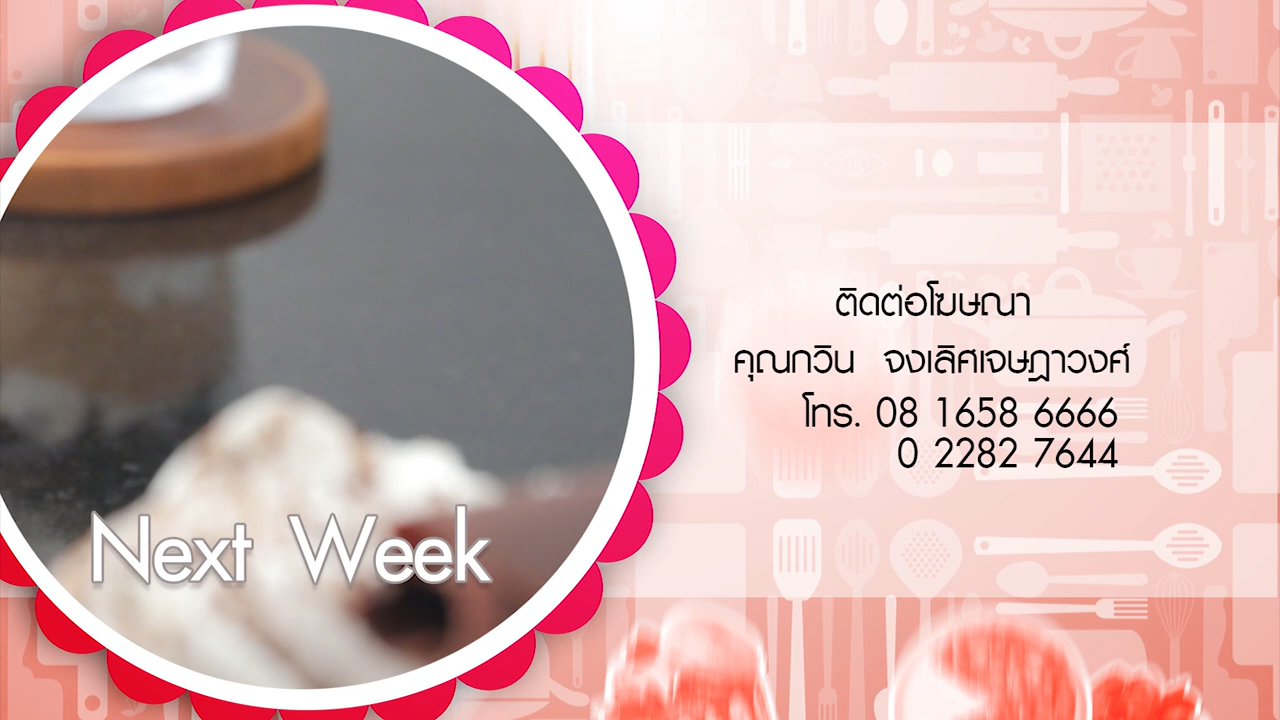 ติดต่อโฆษณา
คุณกวิน จงเลิศเจษฎาวงศ์
โทร. 08 1658 6666
0 2282 7644
Next Week